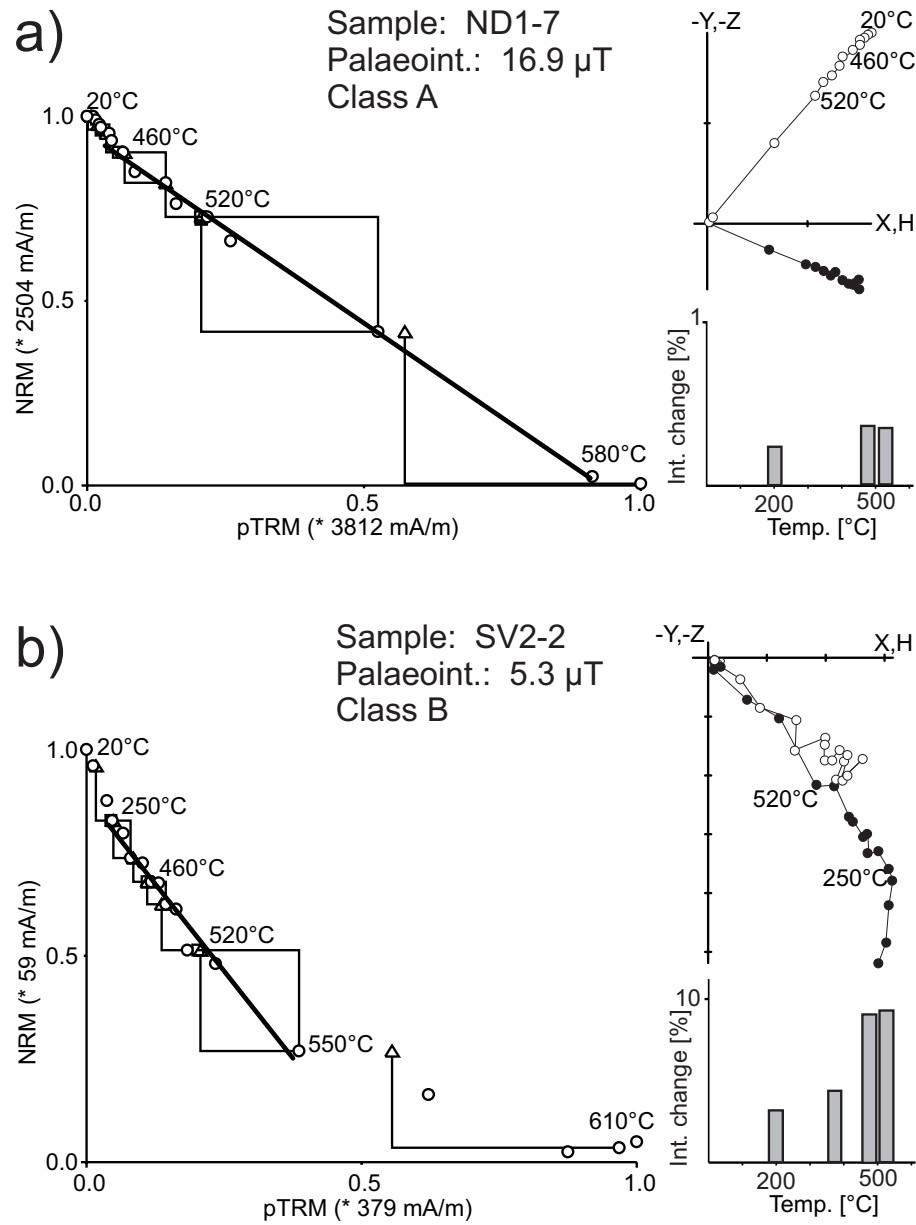 a)
Sample: ND1-7
Palaeoint.: 16.9 µT
Class A
20°C
460°C
520°C
580°C
1.0
0.5
0.0
NRM (* 2504 mA/m)
0.0
0.5
1.0
pTRM (* 3812 mA/m)
-Y,-Z
20°C
460°C
520°C
X,H
1
Int. change [%]
200
500
Temp. [°C]
b)
Sample: SV2-2
Palaeoint.: 5.3 µT
Class B
20°C
250°C
460°C
520°C
550°C
610°C
1.0
0.5
0.0
NRM (* 59 mA/m)
0.0
0.5
1.0
pTRM (* 379 mA/m)
-Y,-Z
X,H
520°C
250°C
10
Int. change [%]
200
500
Temp. [°C]